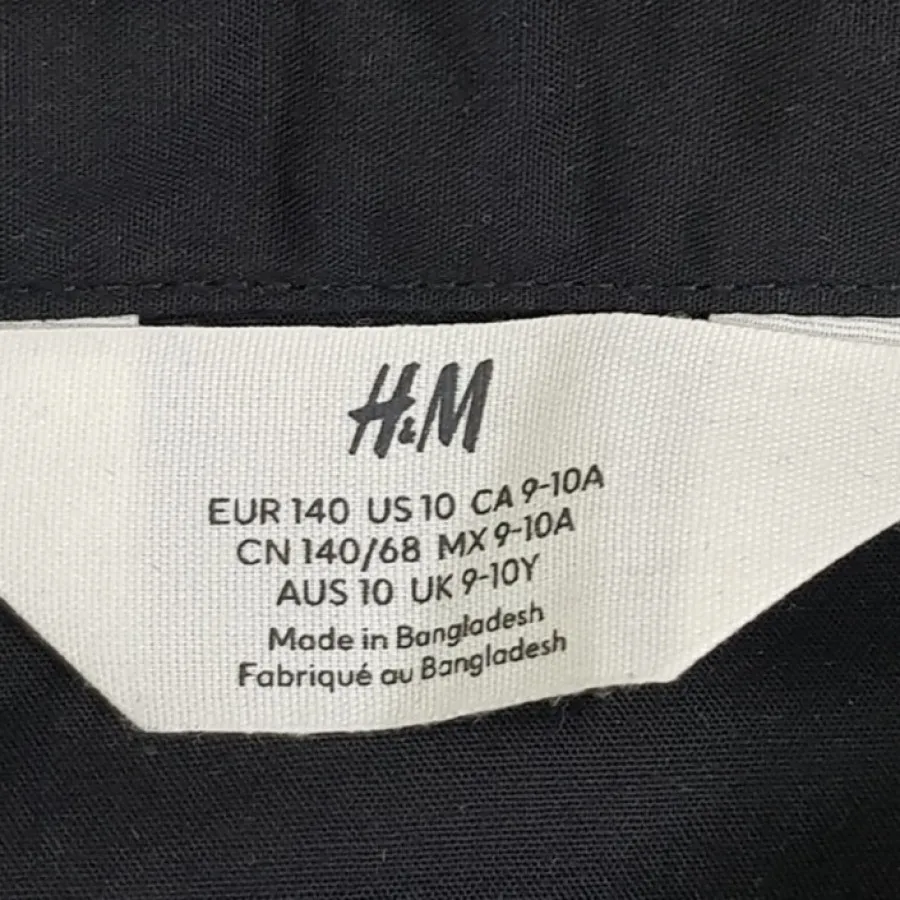 H&M
EUR 140 US 10 CA 9-10A
CN 140/68 MX 9-10A
AUS 10 UK 9-10Y
Made in Bangladesh
Fabriqué au Bangladesh